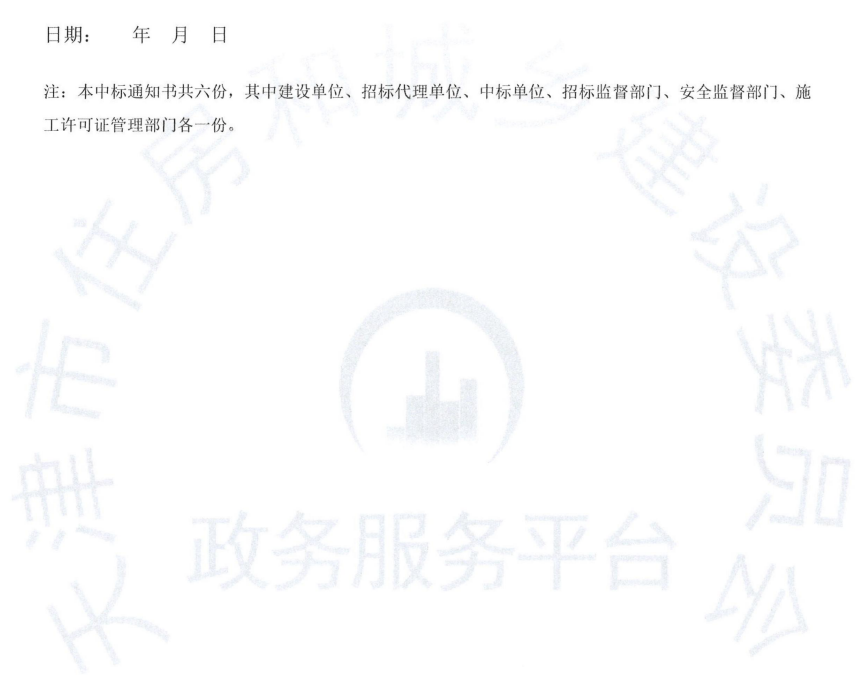 日期： 年 月 日
注：本中标通知书共六份，其中建设单位、招标代理单位、中标单位、招标监督部门、安全监督部门、施
工许可证管理部门各一份。
天津市住房和城乡建设委员会
政务服务平台